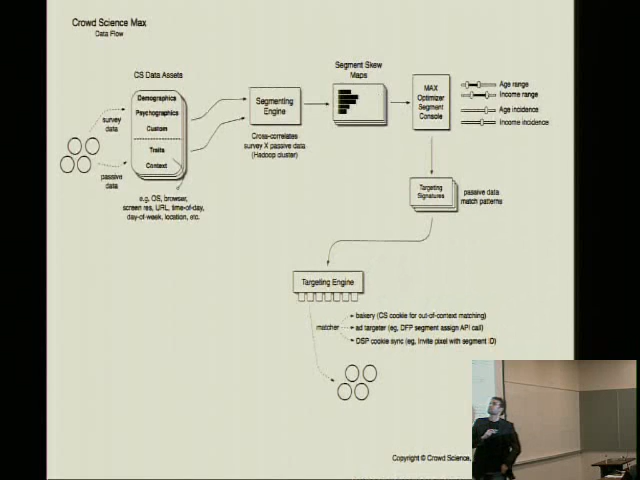 Crowd Science Max
Data Flow
CS Data Assets
Demographics
Psychographics
Custom
Traits
Context
survey
data
passive
data
e.g, OS, browser,
screen res, URL, time-of-day,
day-of-week, location, etc.
Segmenting
Engine
Cross-correlates
survey X passive data
(Hadoop cluster)
Segment Skew
Maps
MAX
Optimizer
Segment
Console
Age range
Income range
Age incidence
Income incidence
Targeting
Signatures
passive data
match patterns
Targeting Engine
matcher
bakery (CS cookie for out-of-context matching)
ad targeter (eg, DFP segment assign API call)
DSP cookie sync (eg, Invite pixel with segment ID)
Copyright © Crowd Science,